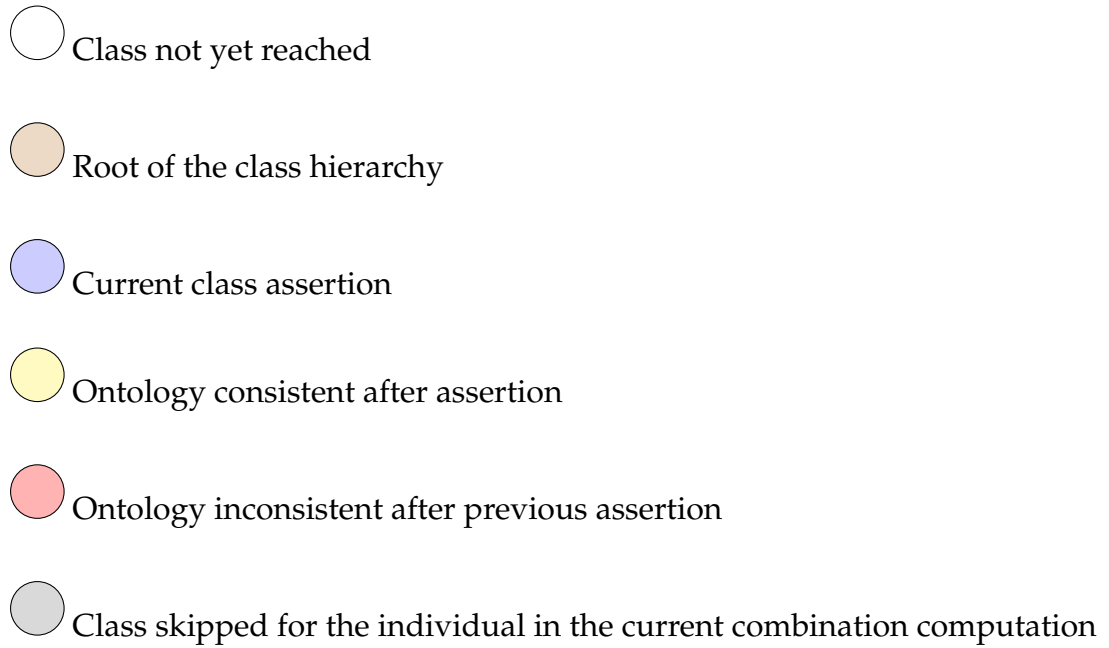 Class not yet reached
Root of the class hierarchy
Current class assertion
Ontology consistent after assertion
Ontology inconsistent after previous assertion
Class skipped for the individual in the current combination computation